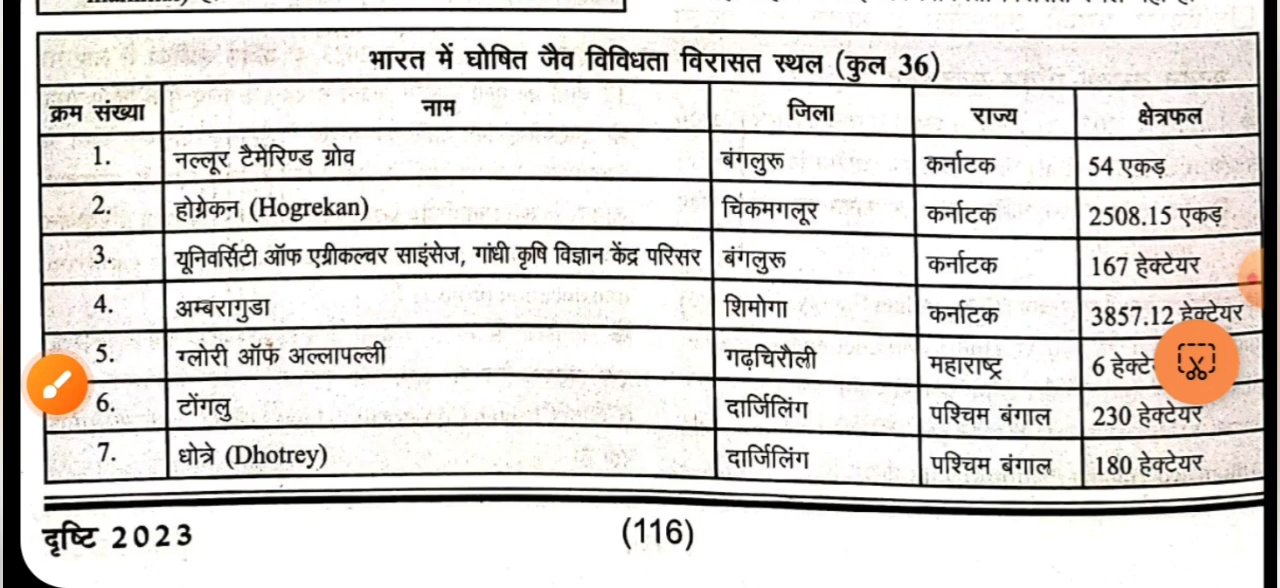 भारत में घोषित जैव विविधता विरासत स्थल (कुल 36)
क्रम संख्या नाम जिला राज्य क्षेत्रफल
1. नल्लूर टैमेरिण्ड ग्रोव बंगलुरू कर्नाटक 54 एकड़
2. होग्रेकन (Hogrekan) चिकमगलूर कर्नाटक 2508.15 एकड़
3. यूनिवर्सिटी ऑफ एग्रीकल्चर साइंसेज, गांधी कृषि विज्ञान केंद्र परिसर बंगलुरू कर्नाटक 167 हेक्टेयर
4. अम्बरागुडा शिमोगा कर्नाटक 3857.12 हेक्टेयर
5. ग्लोरी ऑफ अल्लापल्ली गढ़चिरौली महाराष्ट्र 6 हेक्टे
6. टोंगलु दार्जिलिंग पश्चिम बंगाल 230 हेक्टेयर
7. धोत्रे (Dhotrey) दार्जिलिंग पश्चिम बंगाल 180 हेक्टेयर
दृष्टि 2023 (116)